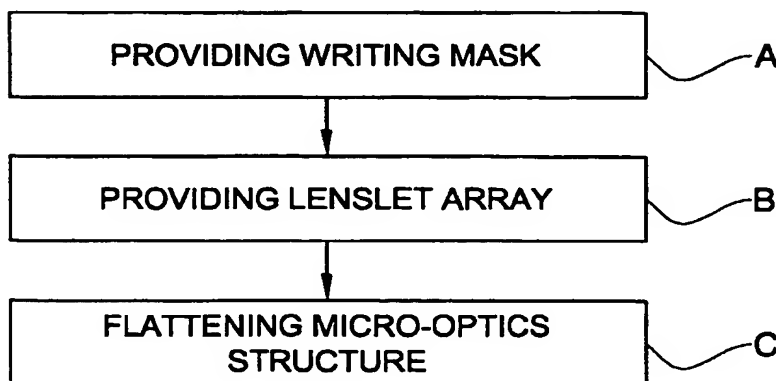 PROVIDING WRITING MASK
A
PROVIDING LENSLET ARRAY
B
FLATTENING MICRO-OPTICS
STRUCTURE
C